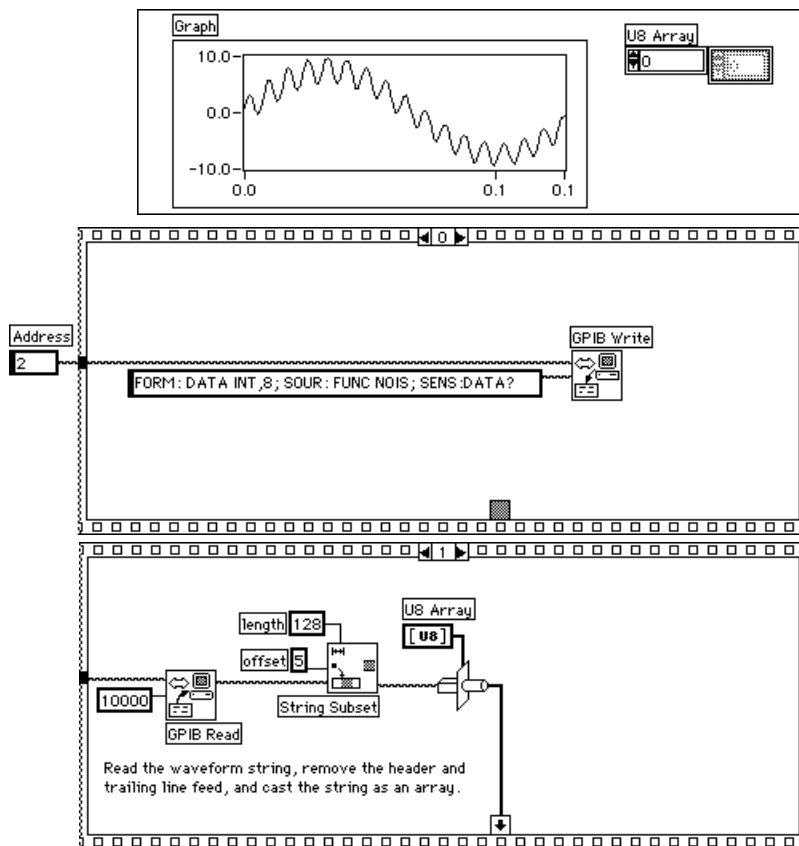 Graph
U8 Array
10.0
0
0.0
-10.0
0.0 0.1 0.1
0
Address
GPIB Write
2
FORM: DATA INT,8; SOUR: FUNC NOIS; SENS:DATA?
1
U8 Array
length 128
[U8]
offset 5
10000
String Subset
GPIB Read
Read the waveform string, remove the header and
trailing line feed, and cast the string as an array.